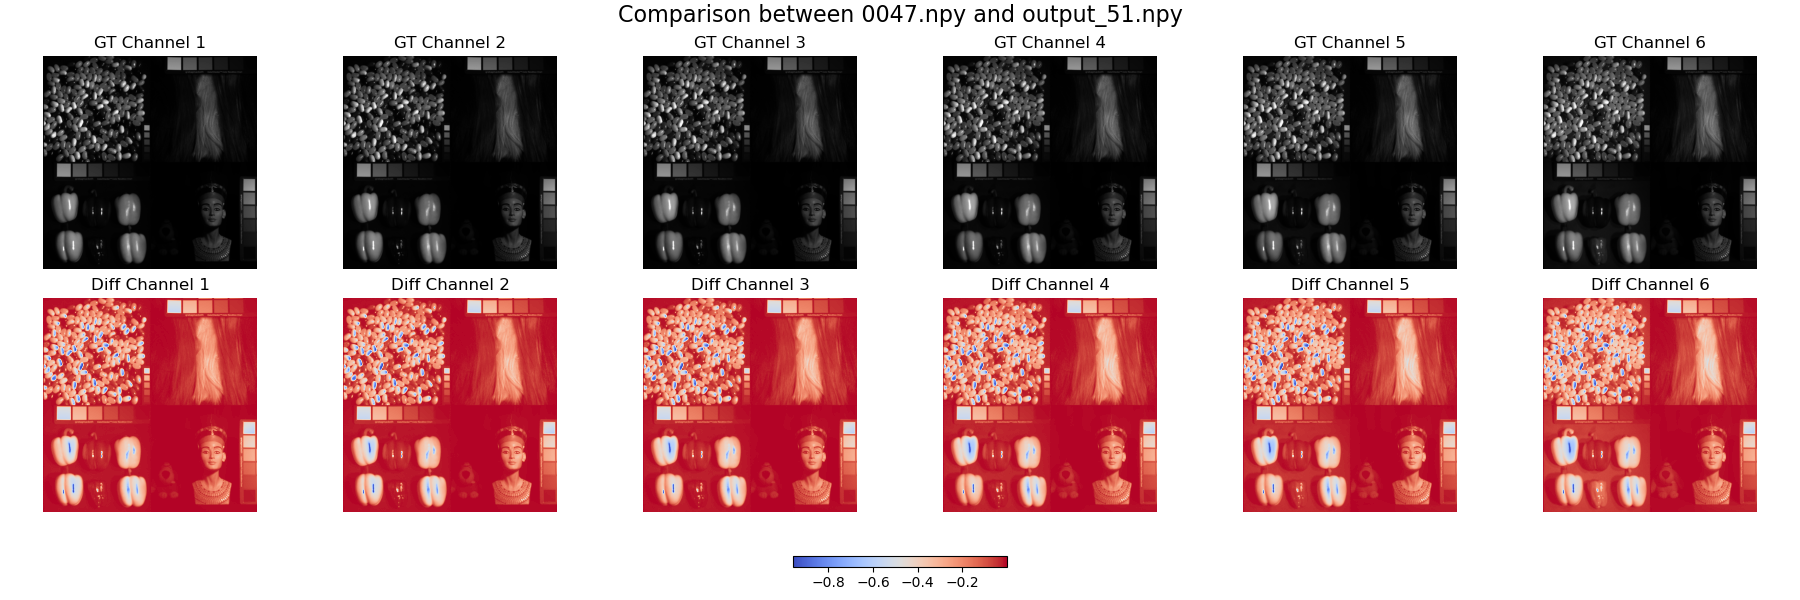 Comparison between 0047.npy and output_51.npy
GT Channel 1
GT Channel 2
GT Channel 3
GT Channel 4
GT Channel 5
GT Channel 6
Diff Channel 1
Diff Channel 2
Diff Channel 3
Diff Channel 4
Diff Channel 5
Diff Channel 6
−0.8 −0.6 −0.4 −0.2